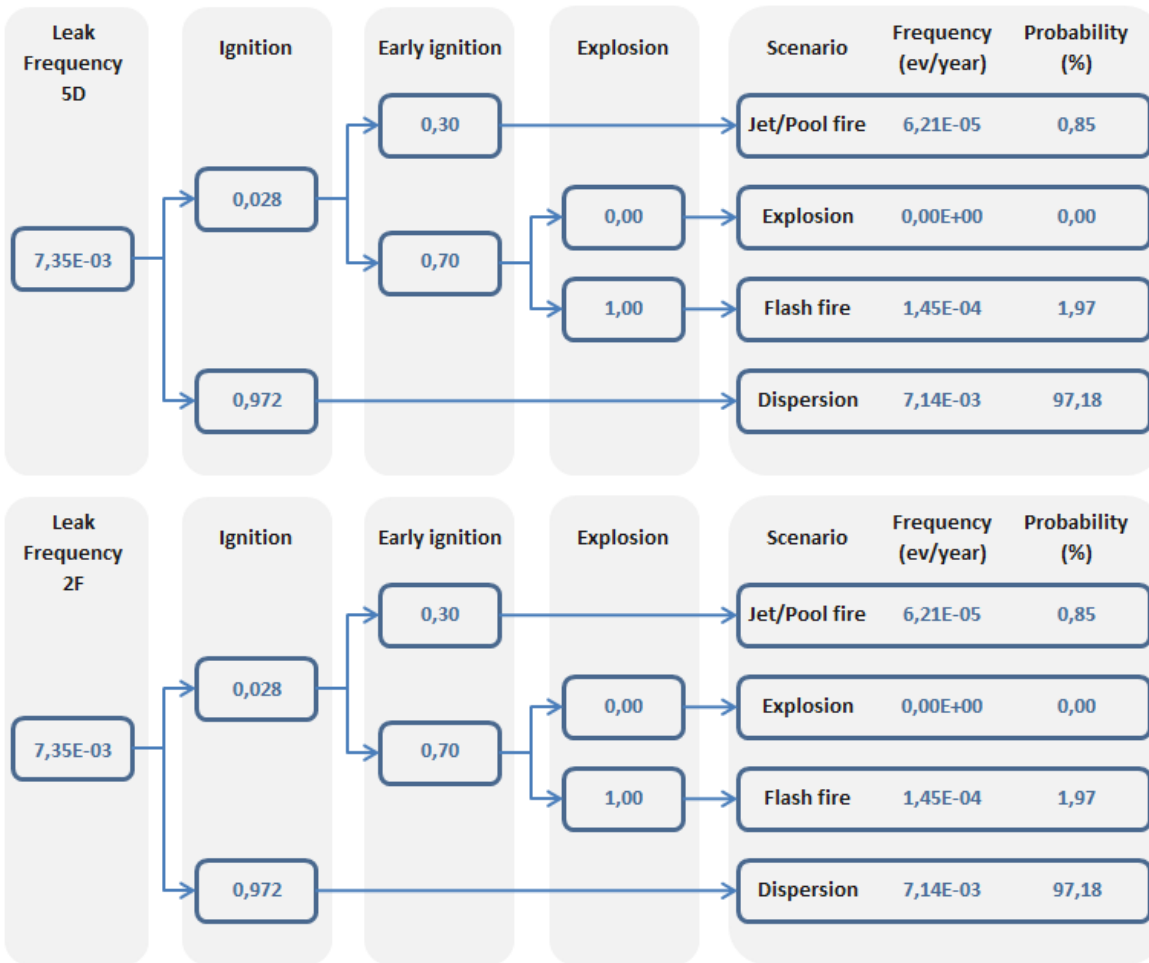 Leak
Frequency
5D
Ignition
Early ignition
Explosion
Scenario
Frequency
(ev/year)
Probability
(%)
0,30
Jet/Pool fire 6,21E-05 0,85
0,028
0,00
Explosion 0,00E+00 0,00
7,35E-03
0,70
1,00
Flash fire 1,45E-04 1,97
0,972
Dispersion 7,14E-03 97,18
Leak
Frequency
2F
Ignition
Early ignition
Explosion
Scenario
Frequency
(ev/year)
Probability
(%)
0,30
Jet/Pool fire 6,21E-05 0,85
0,028
0,00
Explosion 0,00E+00 0,00
7,35E-03
0,70
1,00
Flash fire 1,45E-04 1,97
0,972
Dispersion 7,14E-03 97,18